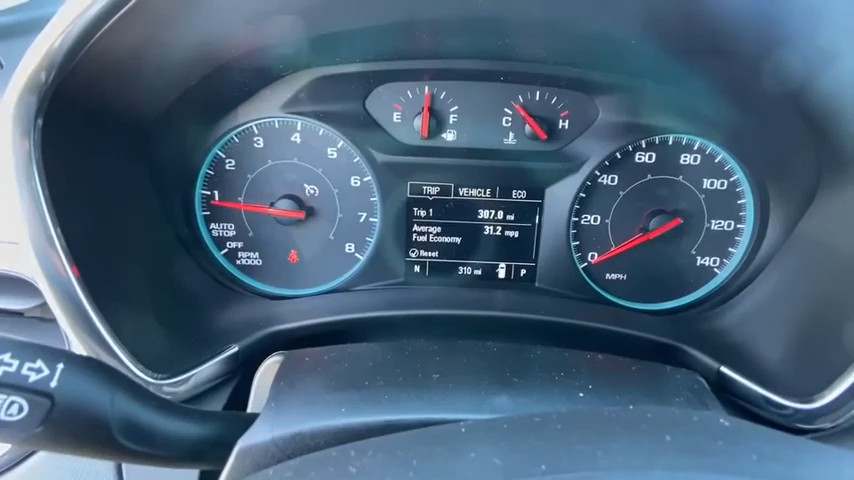 E F
C H
1 2 3 4 5 6 7 8
AUTO STOP
OFF
RPM x1000
TRIP VEHICLE ECO
Trip 1 307.0 mi
Average Fuel Economy 31.2 mpg
Reset
N 310 mi P
0 20 40 60 80 100 120 140
MPH
A